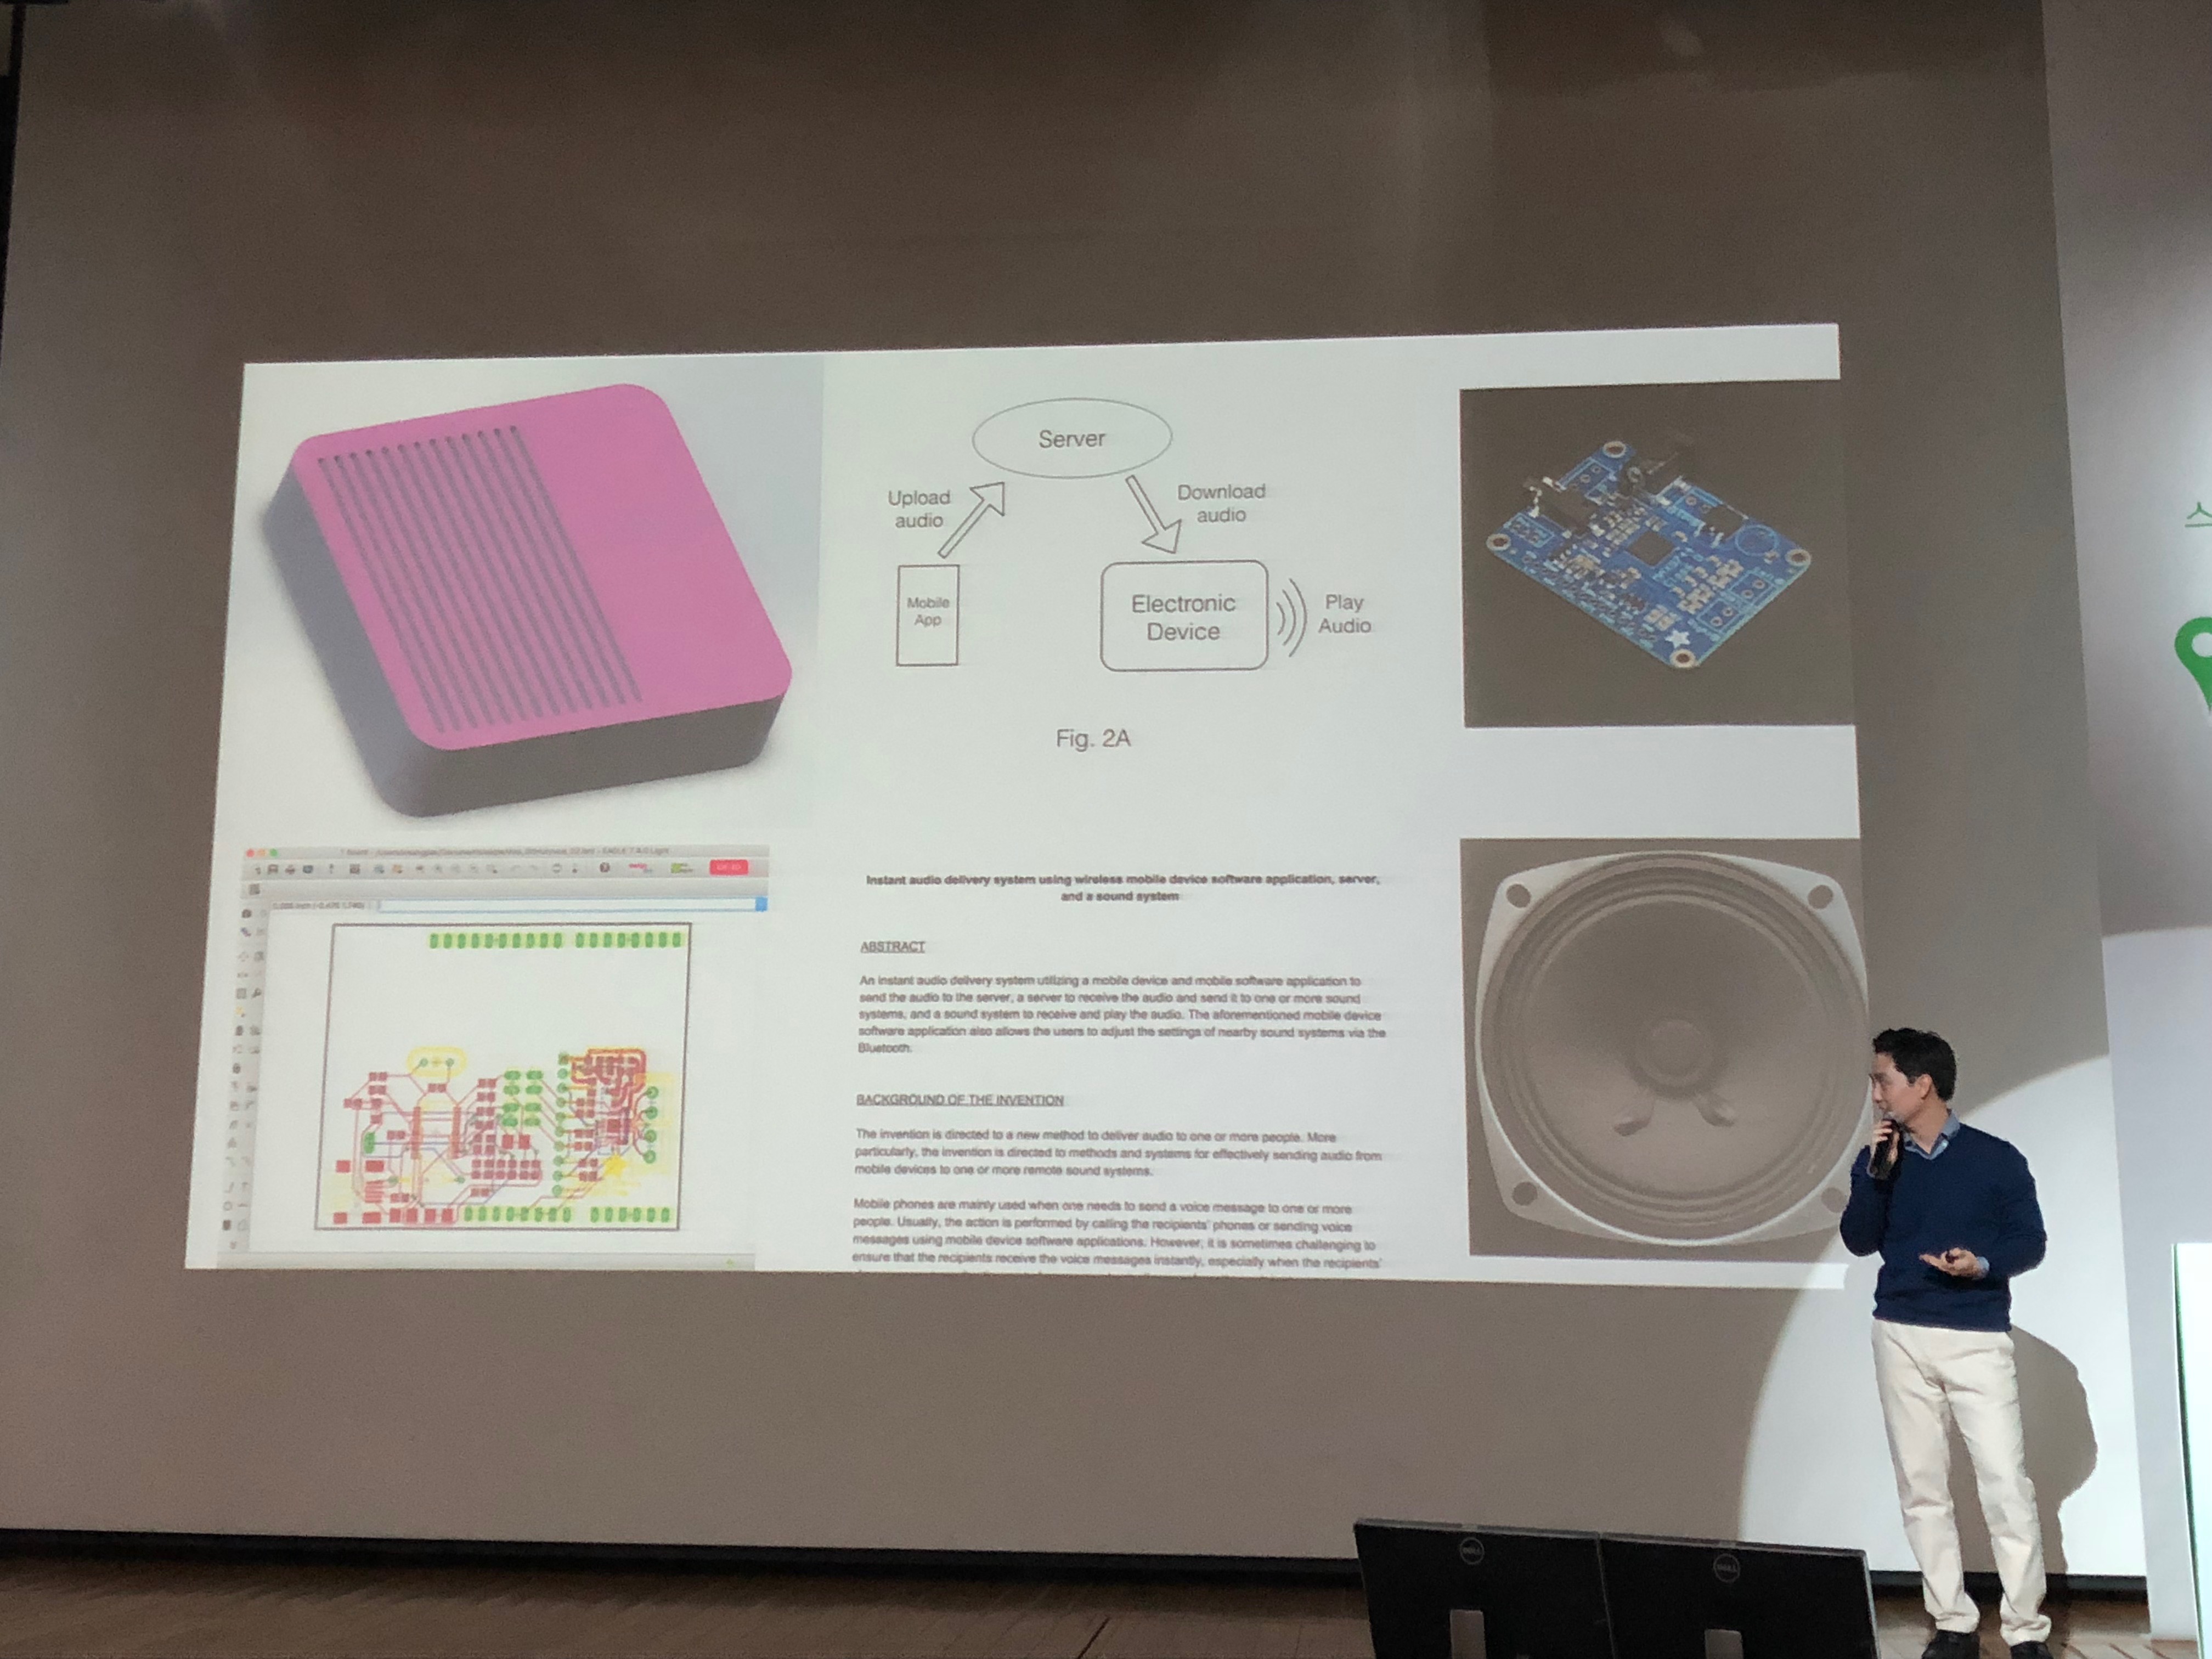 Server
Upload
audio
Download
audio
Mobile
App
Electronic
Device
Play
Audio
Fig. 2A
Instant audio delivery system using wireless mobile device software application, server,
and a sound system
ABSTRACT
An instant audio delivery system utilizing a mobile device and mobile software application to
send the audio to the server, a server to receive the audio and send it to one or more sound
systems, and a sound system to receive and play the audio. The aforementioned mobile device
software application also allows the users to adjust the settings of nearby sound systems via the
Bluetooth.
BACKGROUND OF THE INVENTION
The invention is directed to a new method to deliver audio to one or more people. More
particularly, the invention is directed to methods and systems for effectively sending audio from
mobile devices to one or more remote sound systems.
Mobile phones are mainly used when one needs to send a voice message to one or more
people. Usually, the action is performed by calling the recipients' phones or sending voice
messages using mobile device software applications. However, it is sometimes challenging to
ensure that the recipients receive the voice messages instantly, especially when the recipients'
스
DELL
DELL